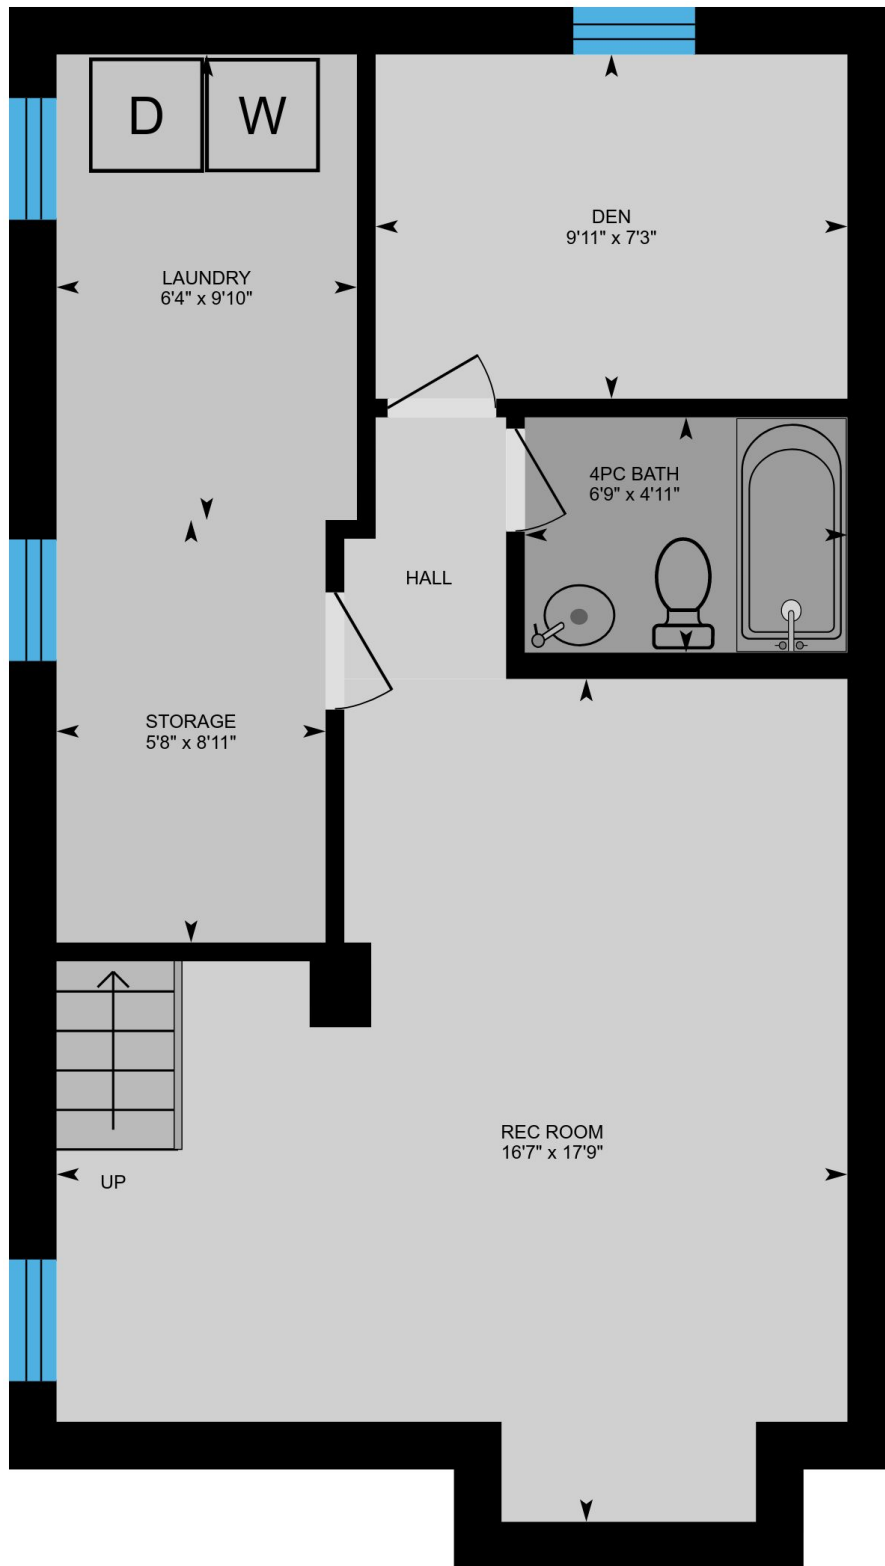 D W
DEN
9'11" x 7'3"
LAUNDRY
6'4" x 9'10"
4PC BATH
6'9" x 4'11"
HALL
STORAGE
5'8" x 8'11"
REC ROOM
16'7" x 17'9"
UP